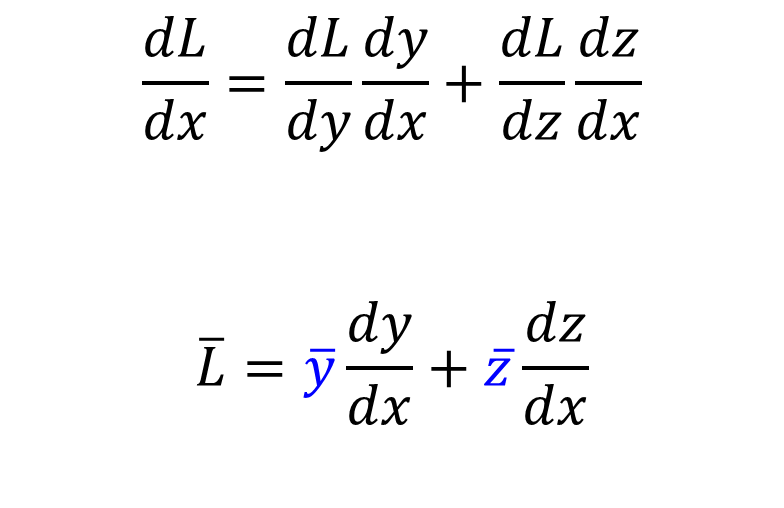 dL/dx = dL/dy dy/dx + dL/dz dz/dx
L̅ = y̅ dy/dx + z̅ dz/dx